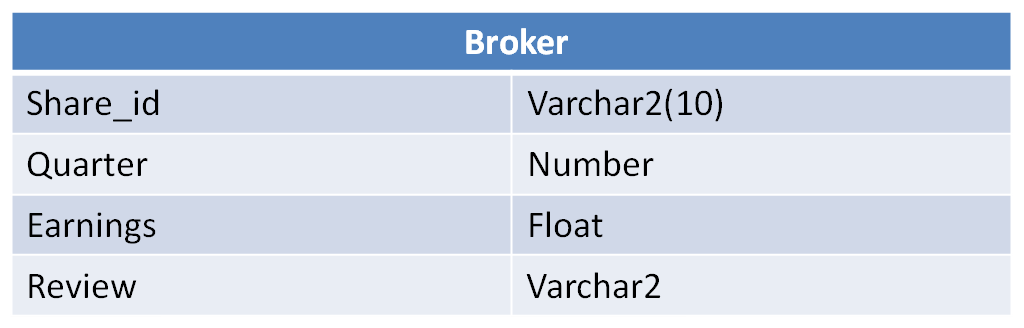 Broker
Share_id Varchar2(10)
Quarter Number
Earnings Float
Review Varchar2